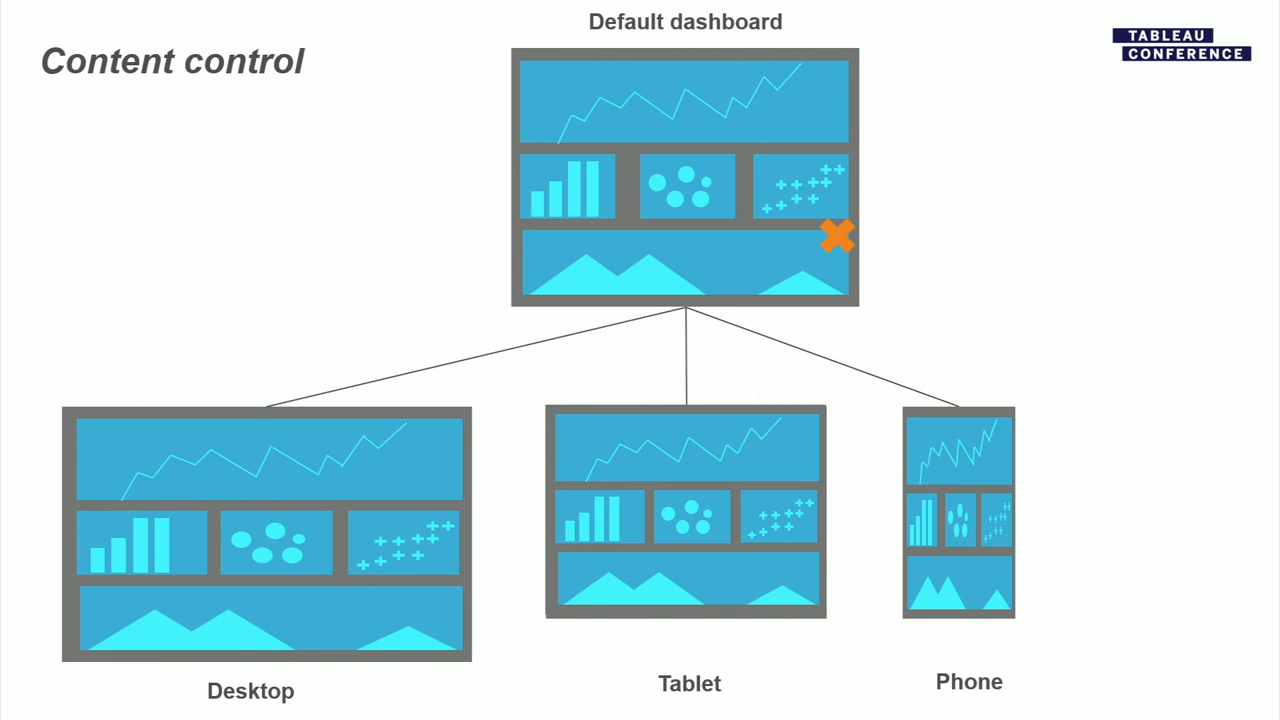 Default dashboard
Content control
TABLEAU
CONFERENCE
Desktop
Tablet
Phone